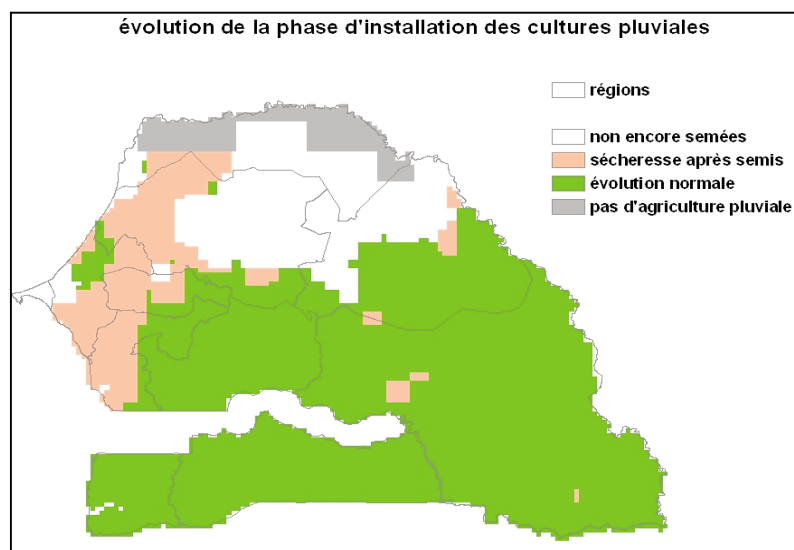 évolution de la phase d'installation des cultures pluviales
régions
non encore semées
sécheresse après semis
évolution normale
pas d'agriculture pluviale